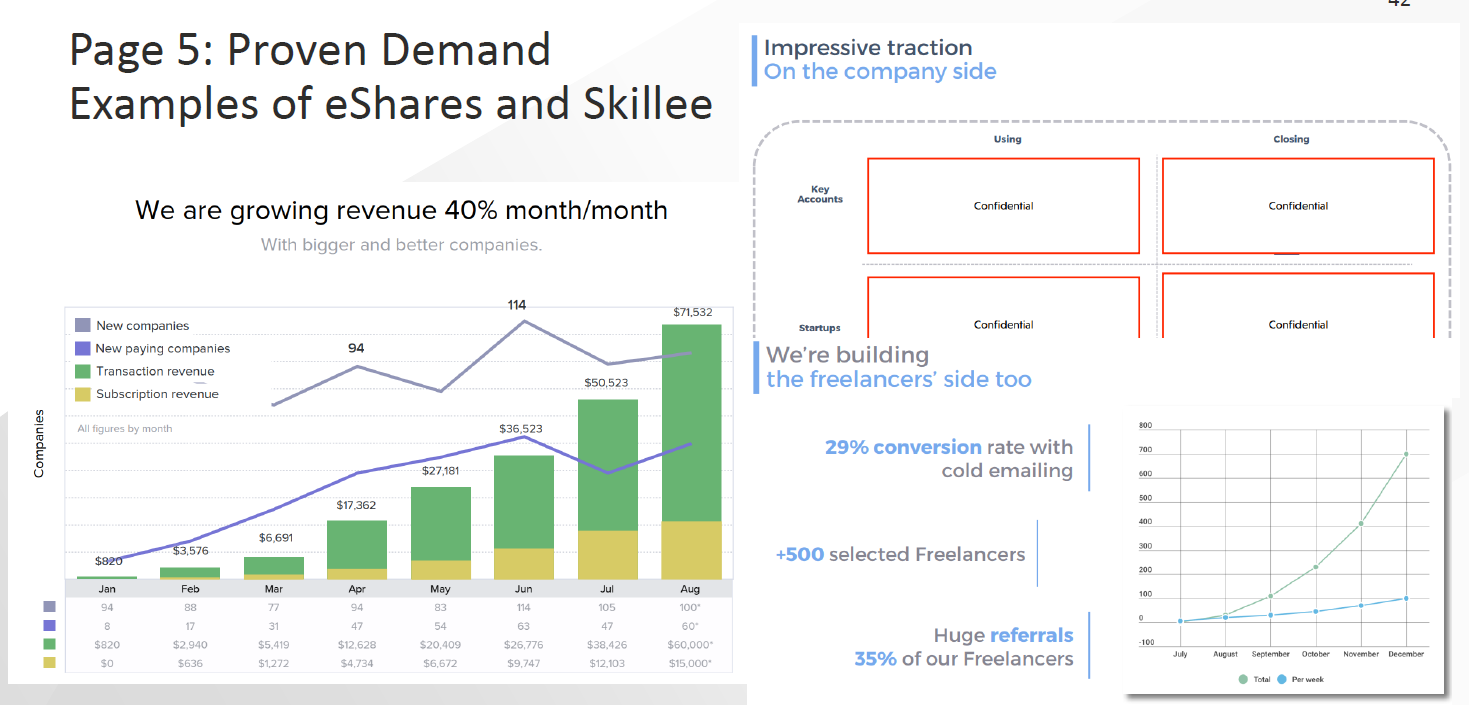 42
Page 5: Proven Demand
Examples of eShares and Skillee
We are growing revenue 40% month/month
With bigger and better companies.
New companies
New paying companies
Transaction revenue
Subscription revenue
All figures by month
Companies
94
114
$820
$3,576
$6,691
$17,362
$27,181
$36,523
$50,523
$71,532
Jan Feb Mar Apr May Jun Jul Aug
94 88 77 94 83 114 105 100*
8 17 31 47 54 63 47 60*
$820 $2,940 $5,419 $12,628 $20,409 $26,776 $38,426 $60,000*
$0 $636 $1,272 $4,734 $6,672 $9,747 $12,103 $15,000*
Impressive traction
On the company side
Using Closing
Key
Accounts
Confidential Confidential
Startups
Confidential Confidential
We're building
the freelancers' side too
29% conversion rate with
cold emailing
+500 selected Freelancers
Huge referrals
35% of our Freelancers
800
700
600
500
400
300
200
100
0
-100
July August September October November December
Total Per week